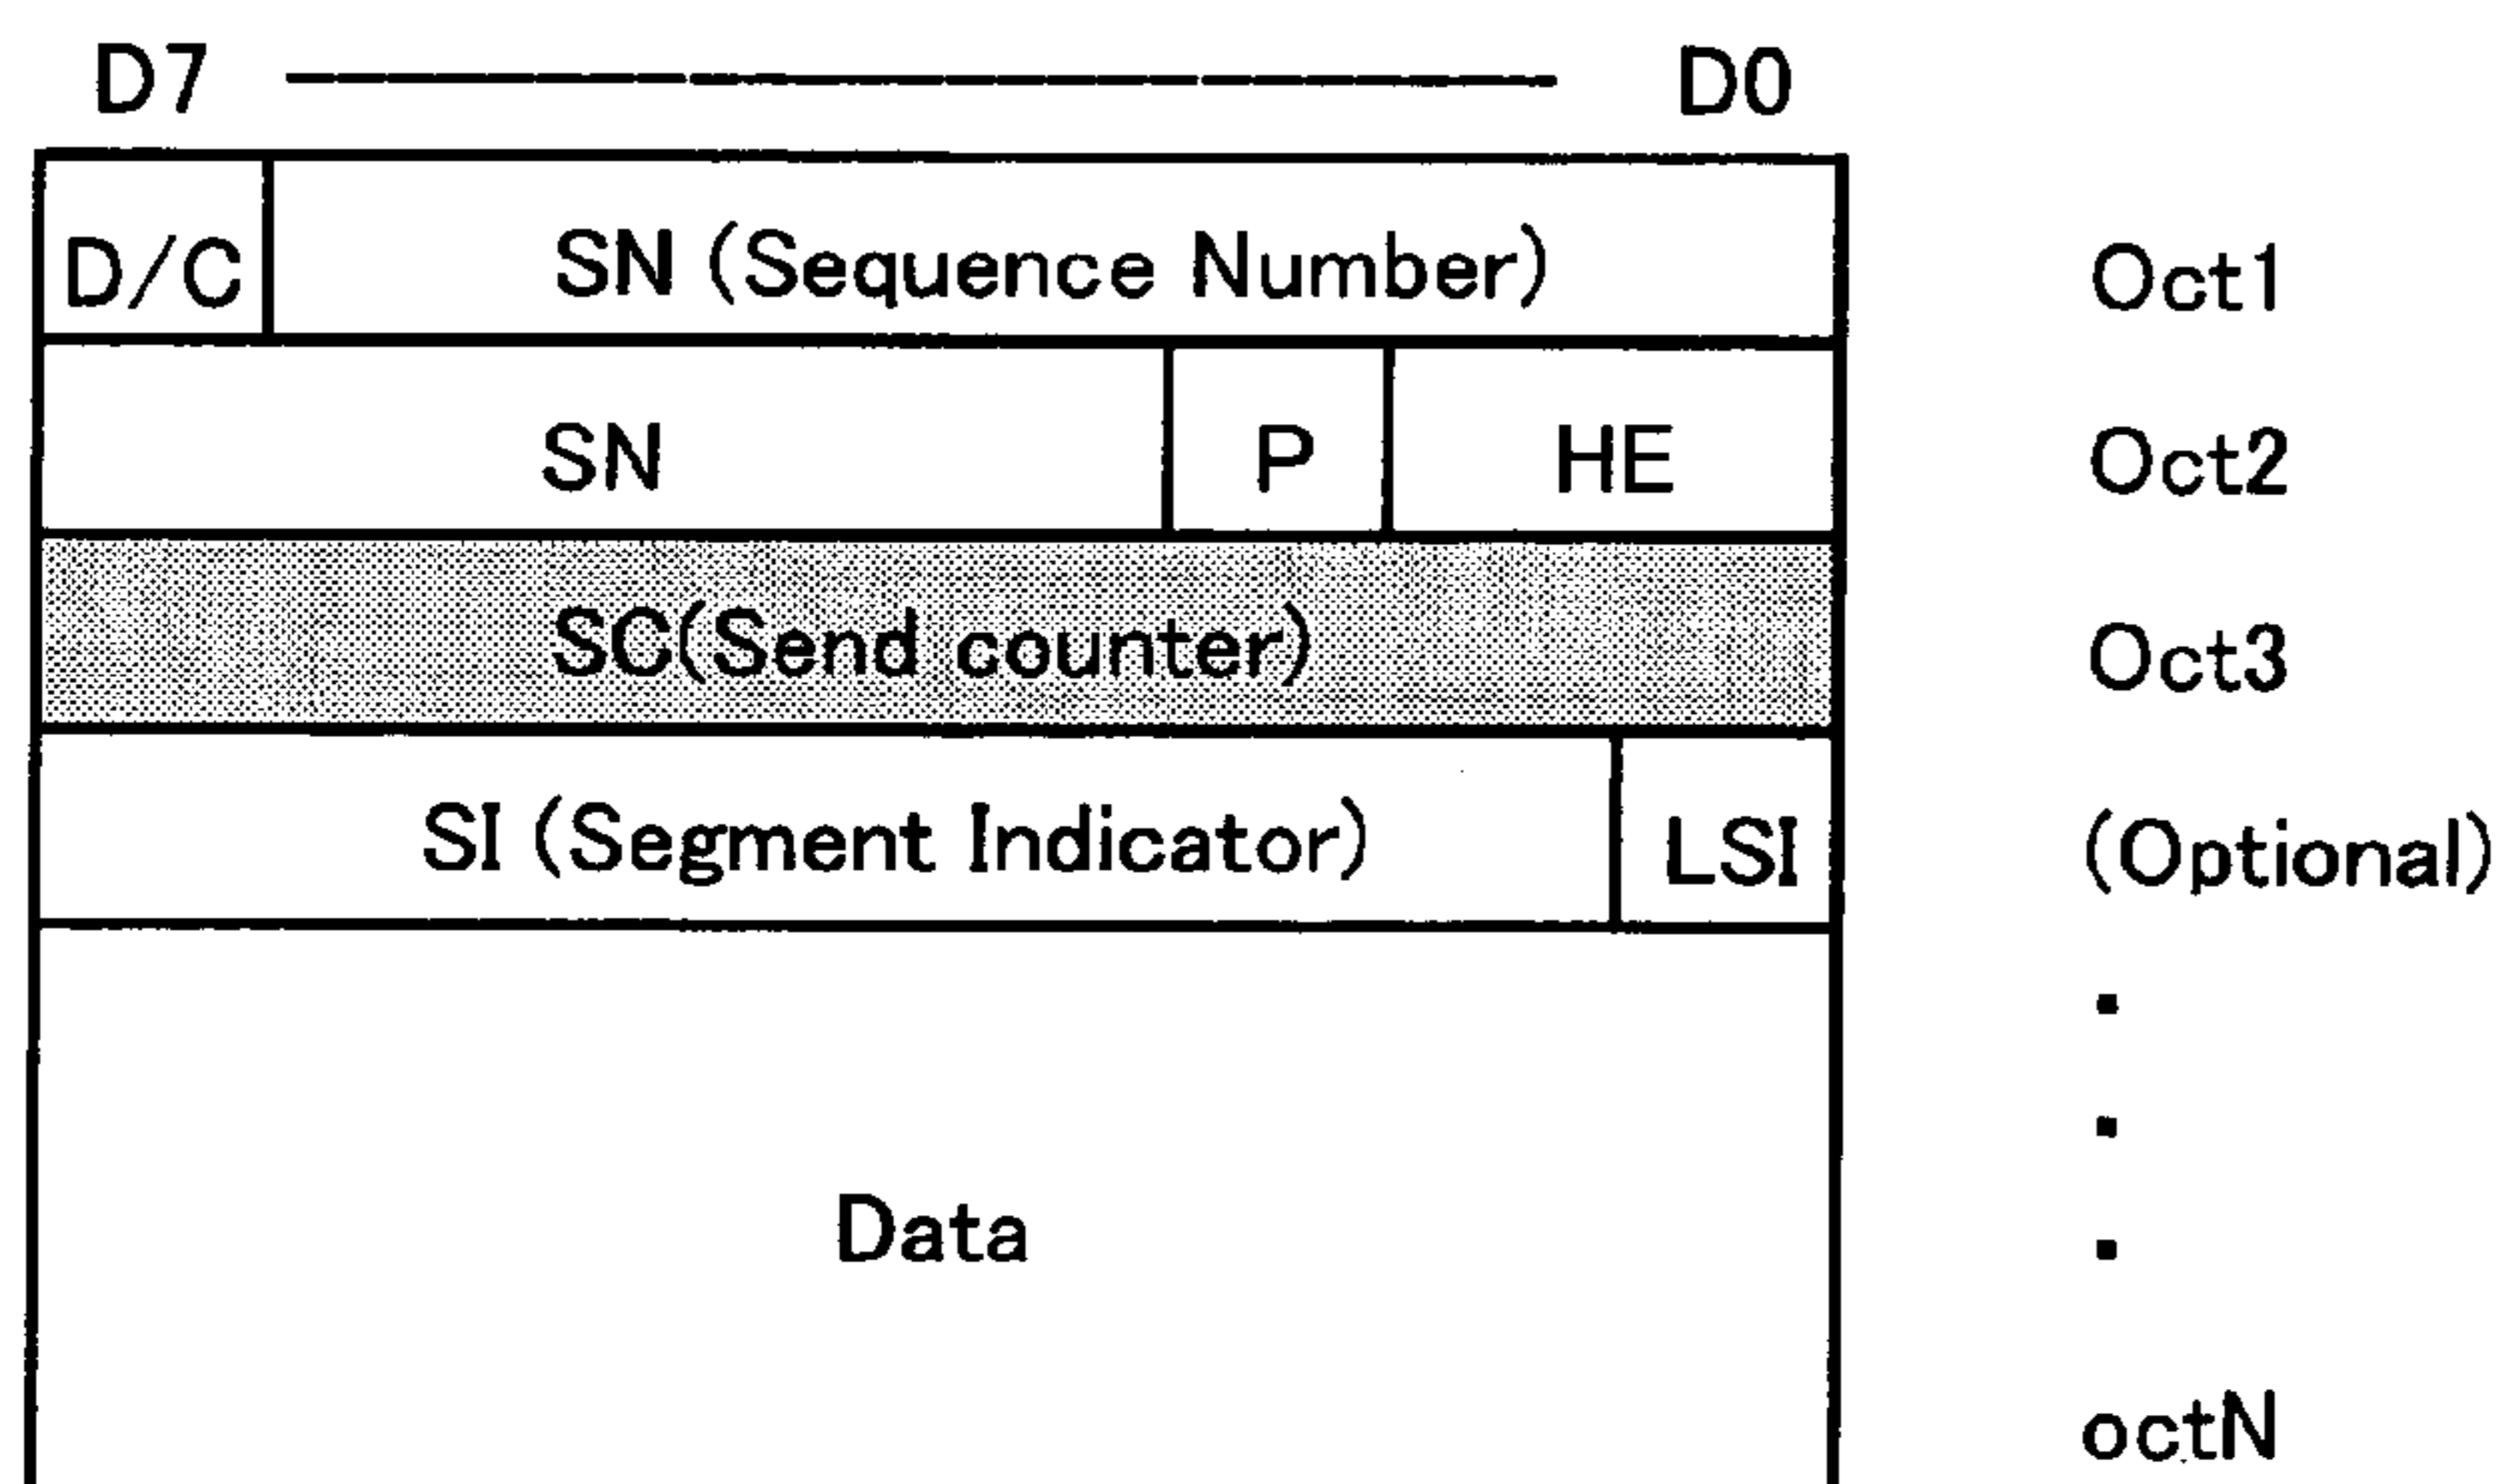 D7 D0
D/C SN (Sequence Number) Oct1
SN P HE Oct2
SC(Send counter) Oct3
SI (Segment Indicator) LSI (Optional)
Data
octN